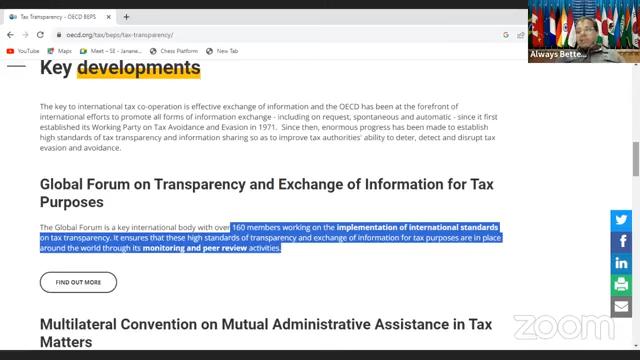 Tax Transparency - OECD BEPS
oecd.org/tax/beps/tax-transparency/
YouTube
Maps
Meet – SE - Janane...
Chess Platform
New Tab
Always Bette...
Key developments
The key to international tax co-operation is effective exchange of information and the OECD has been at the forefront of
international efforts to promote all forms of information exchange - including on request, spontaneous and automatic - since it first
established its Working Party on Tax Avoidance and Evasion in 1971. Since then, enormous progress has been made to establish
high standards of tax transparency and information sharing so as to improve tax authorities' ability to deter, detect and disrupt tax
evasion and avoidance.
Global Forum on Transparency and Exchange of Information for Tax
Purposes
The Global Forum is a key international body with over 160 members working on the implementation of international standards
on tax transparency. It ensures that these high standards of transparency and exchange of information for tax purposes are in place
around the world through its monitoring and peer review activities.
FIND OUT MORE
Multilateral Convention on Mutual Administrative Assistance in Tax
Matters
zoom